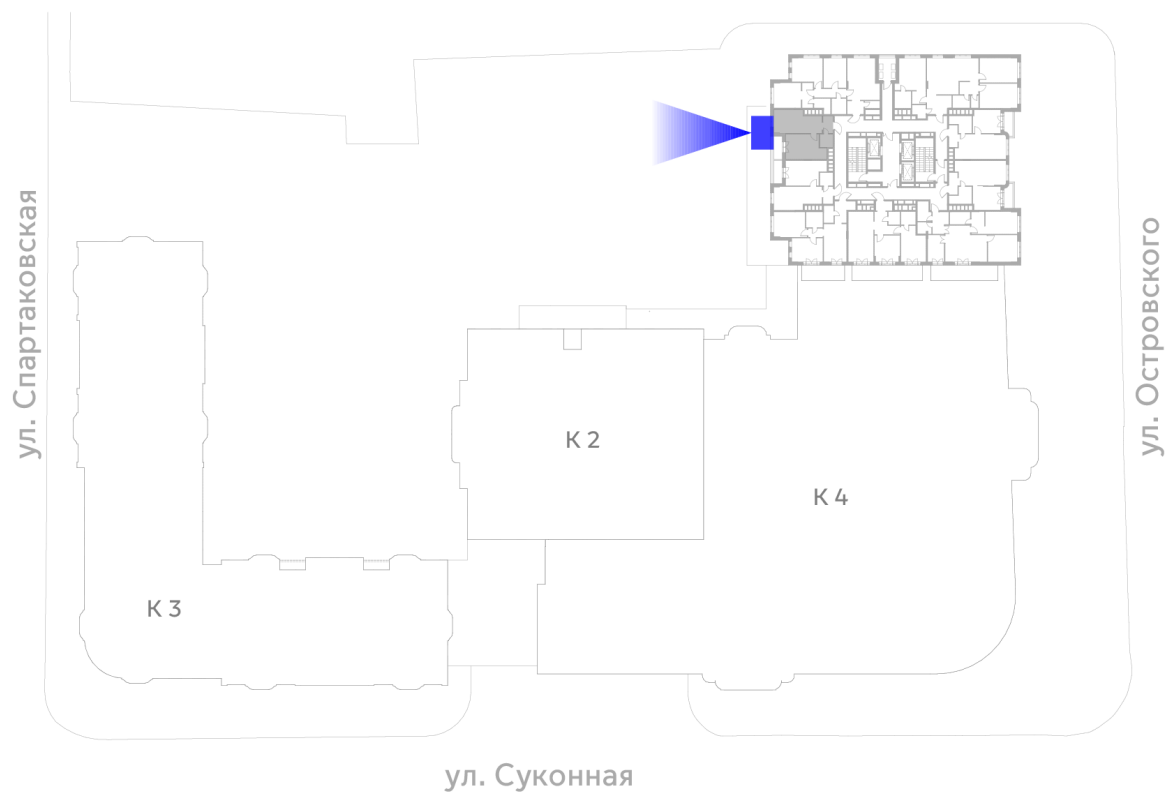 ул. Спартаковская
ул. Островского
К 2
К 4
К 3
ул. Суконная